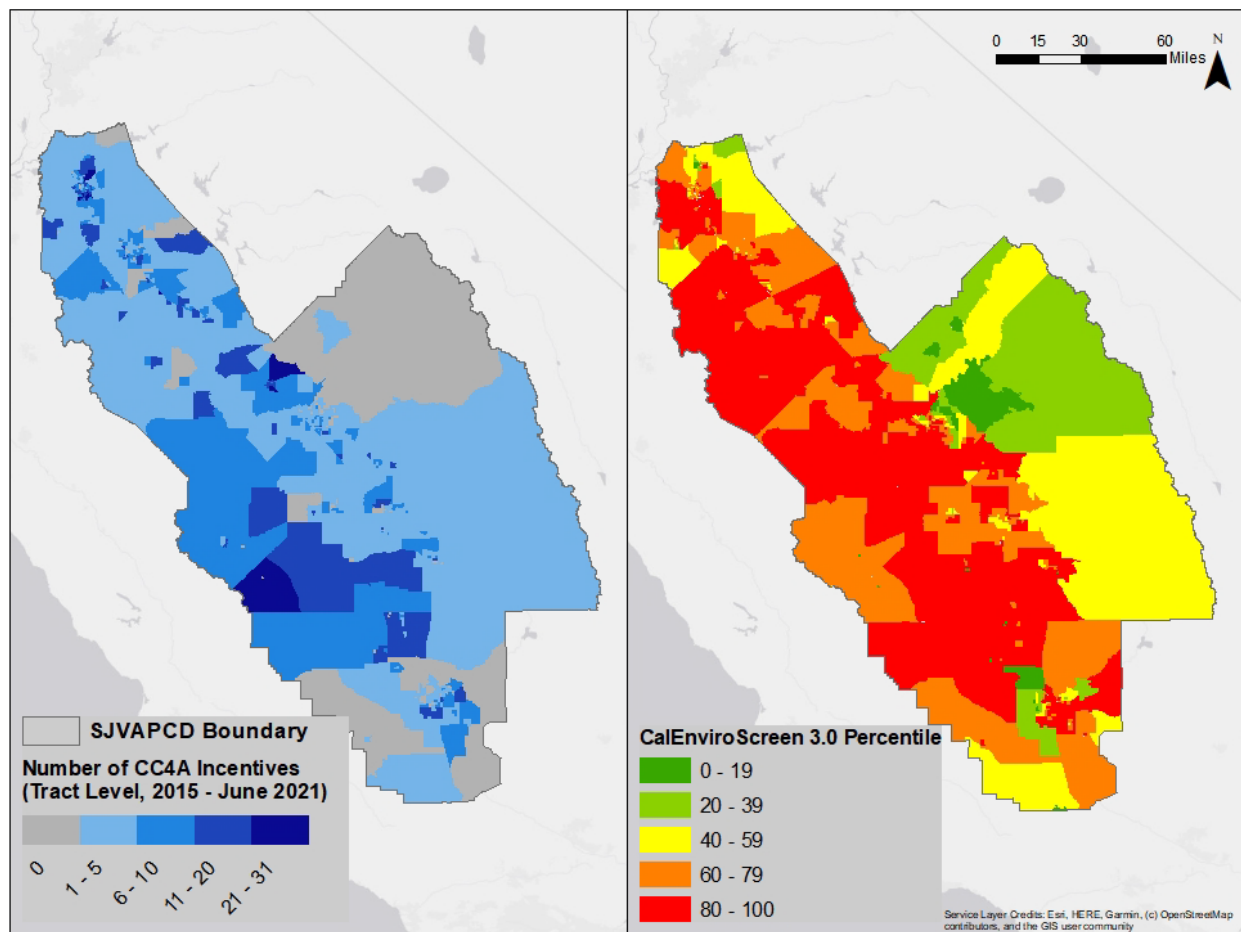 SJVAPCD Boundary
Number of CC4A Incentives
(Tract Level, 2015 - June 2021)
0
1 - 5
6 - 10
11 - 20
21 - 31
0 15 30 60
Miles
N
CalEnviroScreen 3.0 Percentile
0 - 19
20 - 39
40 - 59
60 - 79
80 - 100
Service Layer Credits: Esri, HERE, Garmin, (c) OpenStreetMap
contributors, and the GIS user community